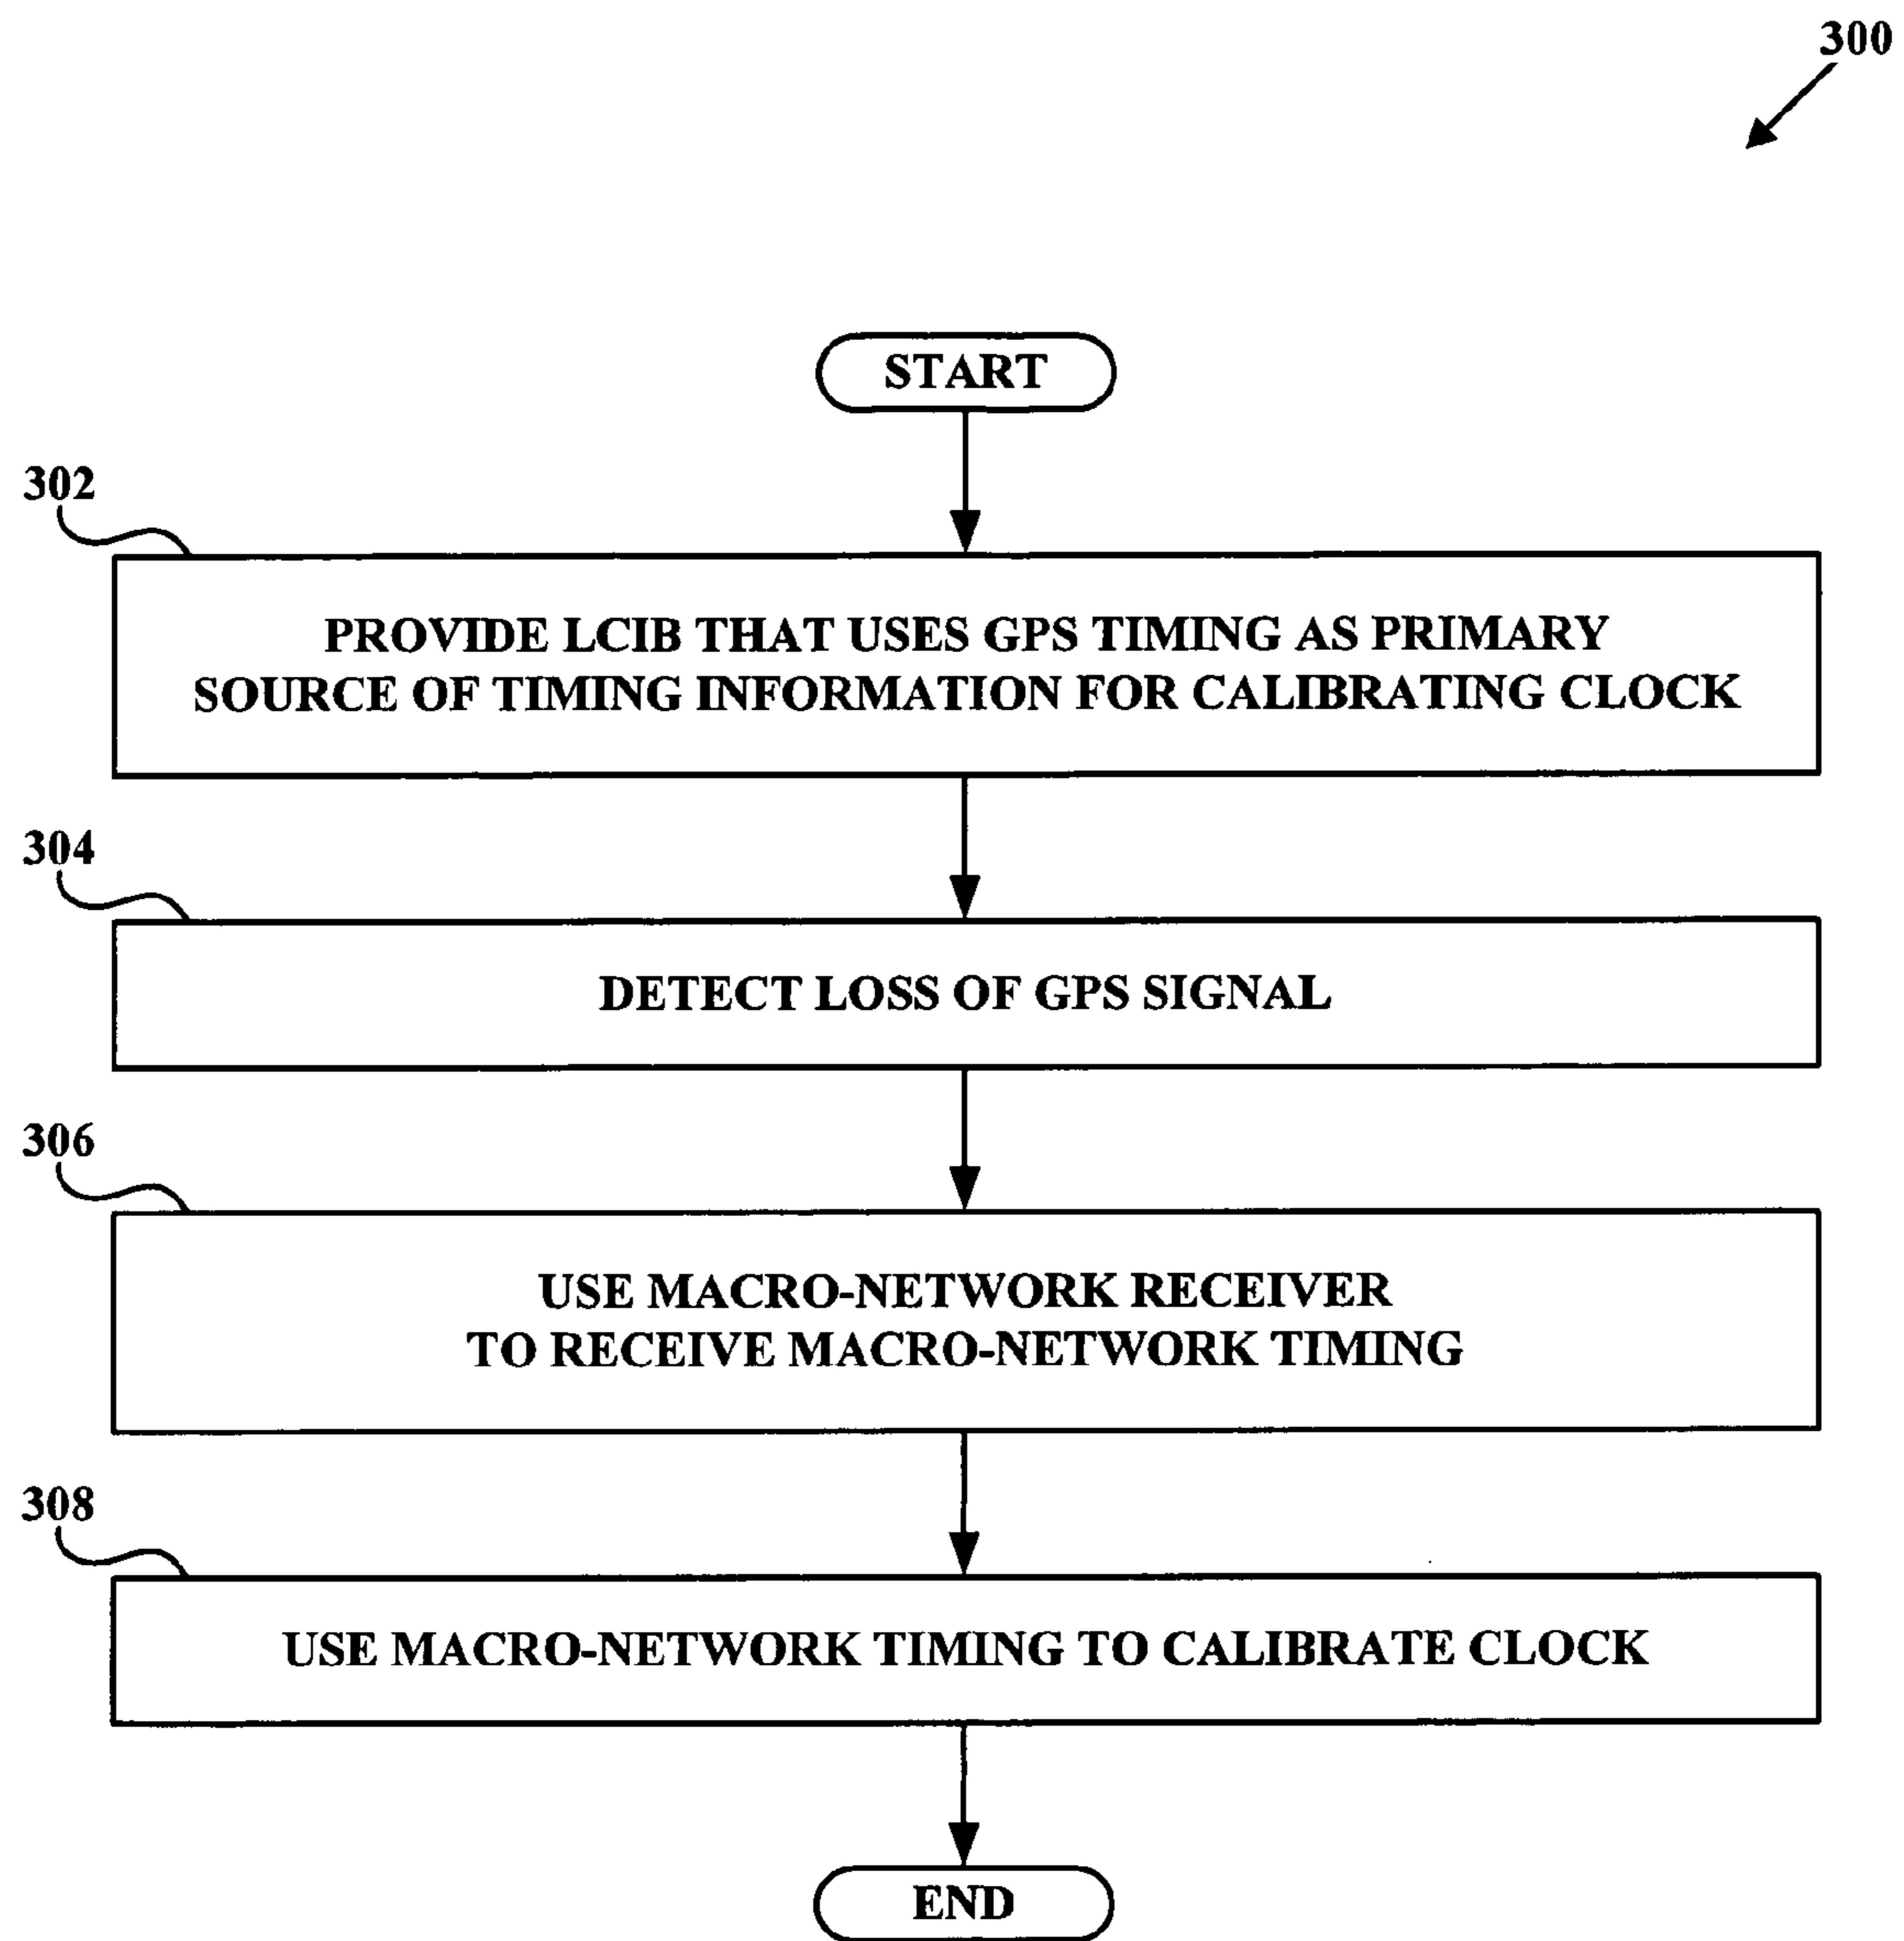 300
START
302
PROVIDE LCIB THAT USES GPS TIMING AS PRIMARY
SOURCE OF TIMING INFORMATION FOR CALIBRATING CLOCK
304
DETECT LOSS OF GPS SIGNAL
306
USE MACRO-NETWORK RECEIVER
TO RECEIVE MACRO-NETWORK TIMING
308
USE MACRO-NETWORK TIMING TO CALIBRATE CLOCK
END